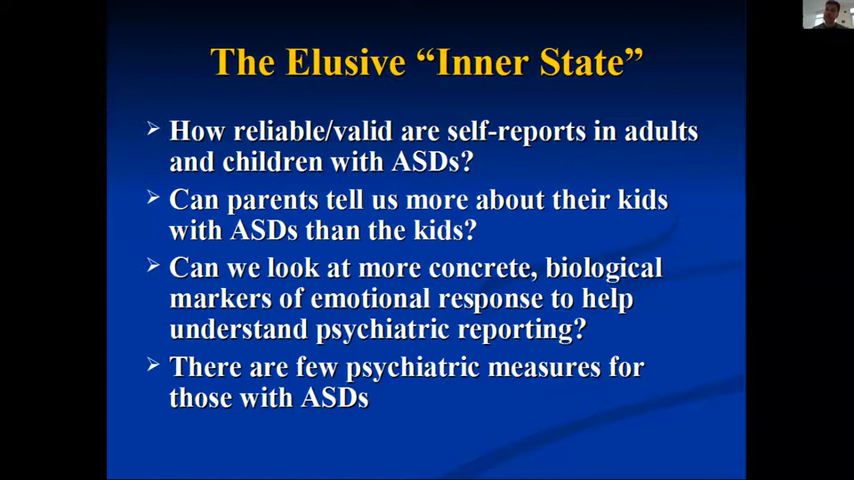 The Elusive “Inner State”
How reliable/valid are self-reports in adults
and children with ASDs?
Can parents tell us more about their kids
with ASDs than the kids?
Can we look at more concrete, biological
markers of emotional response to help
understand psychiatric reporting?
There are few psychiatric measures for
those with ASDs